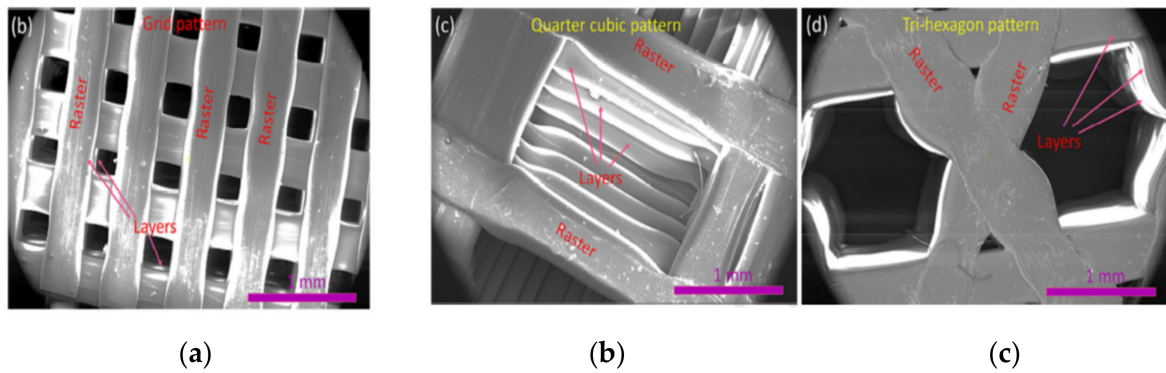 (b) Grid pattern
Raster
Raster
Raster
Layers
1 mm
(c) Quarter cubic pattern
Raster
Layers
Raster
1 mm
(d) Tri-hexagon pattern
Raster
Raster
Layers
1 mm
(a)
(b)
(c)